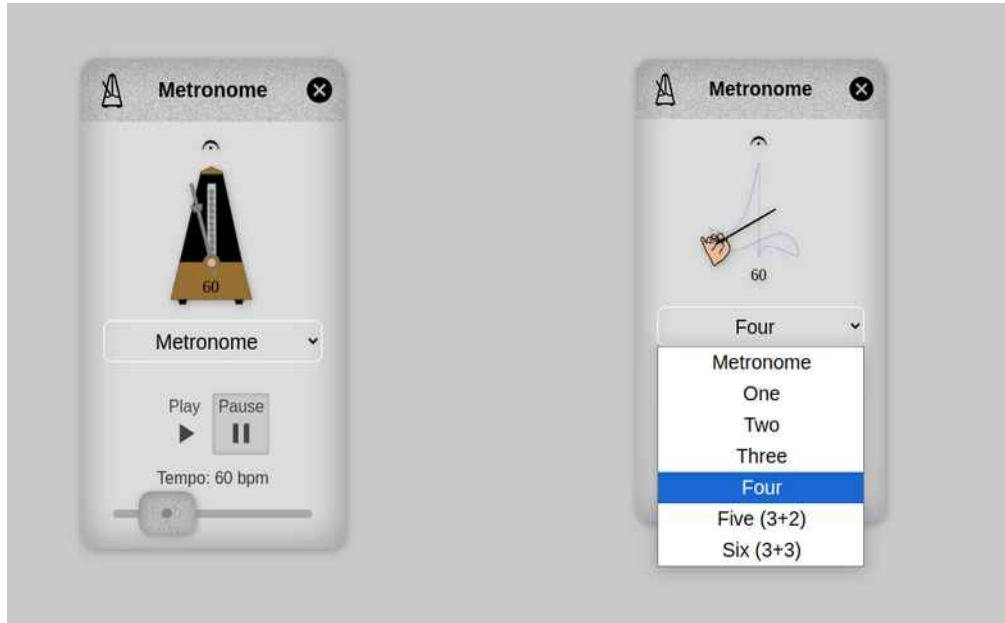 Metronome
60
Metronome
Play Pause
Tempo: 60 bpm
Metronome
60
Four
Metronome
One
Two
Three
Four
Five (3+2)
Six (3+3)